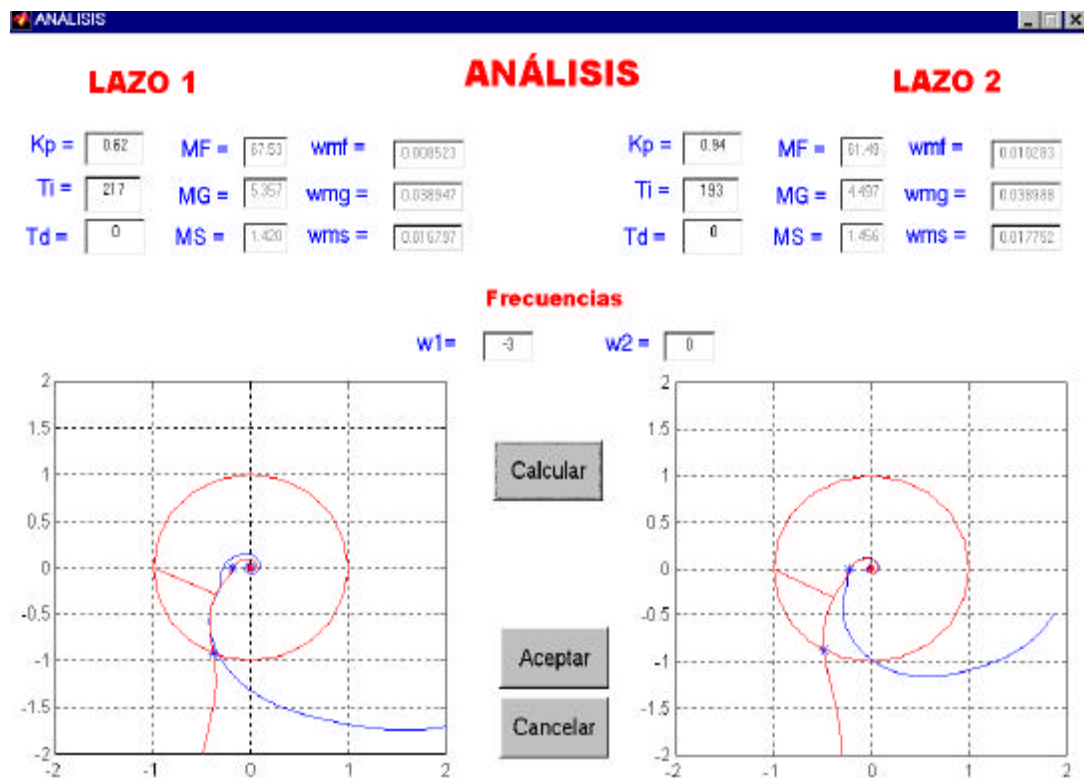 ANÁLISIS
LAZO 1 ANÁLISIS LAZO 2
Kp = 0.62 MF = 67.53 wmf = 0.008523 Kp = 0.94 MF = 61.49 wmf = 0.010283
Ti = 217 MG = 5.357 wmg = 0.038947 Ti = 193 MG = 4.497 wmg = 0.038988
Td = 0 MS = 1.420 wms = 0.016797 Td = 0 MS = 1.456 wms = 0.017752
Frecuencias
w1= -3 w2 = 0
2 2
1.5 1.5
1 Calcular 1
0.5 0.5
0 0
-0.5 -0.5
-1 Aceptar -1
-1.5 Cancelar -1.5
-2 -2
-2 -1 0 1 2 -2 -1 0 1 2